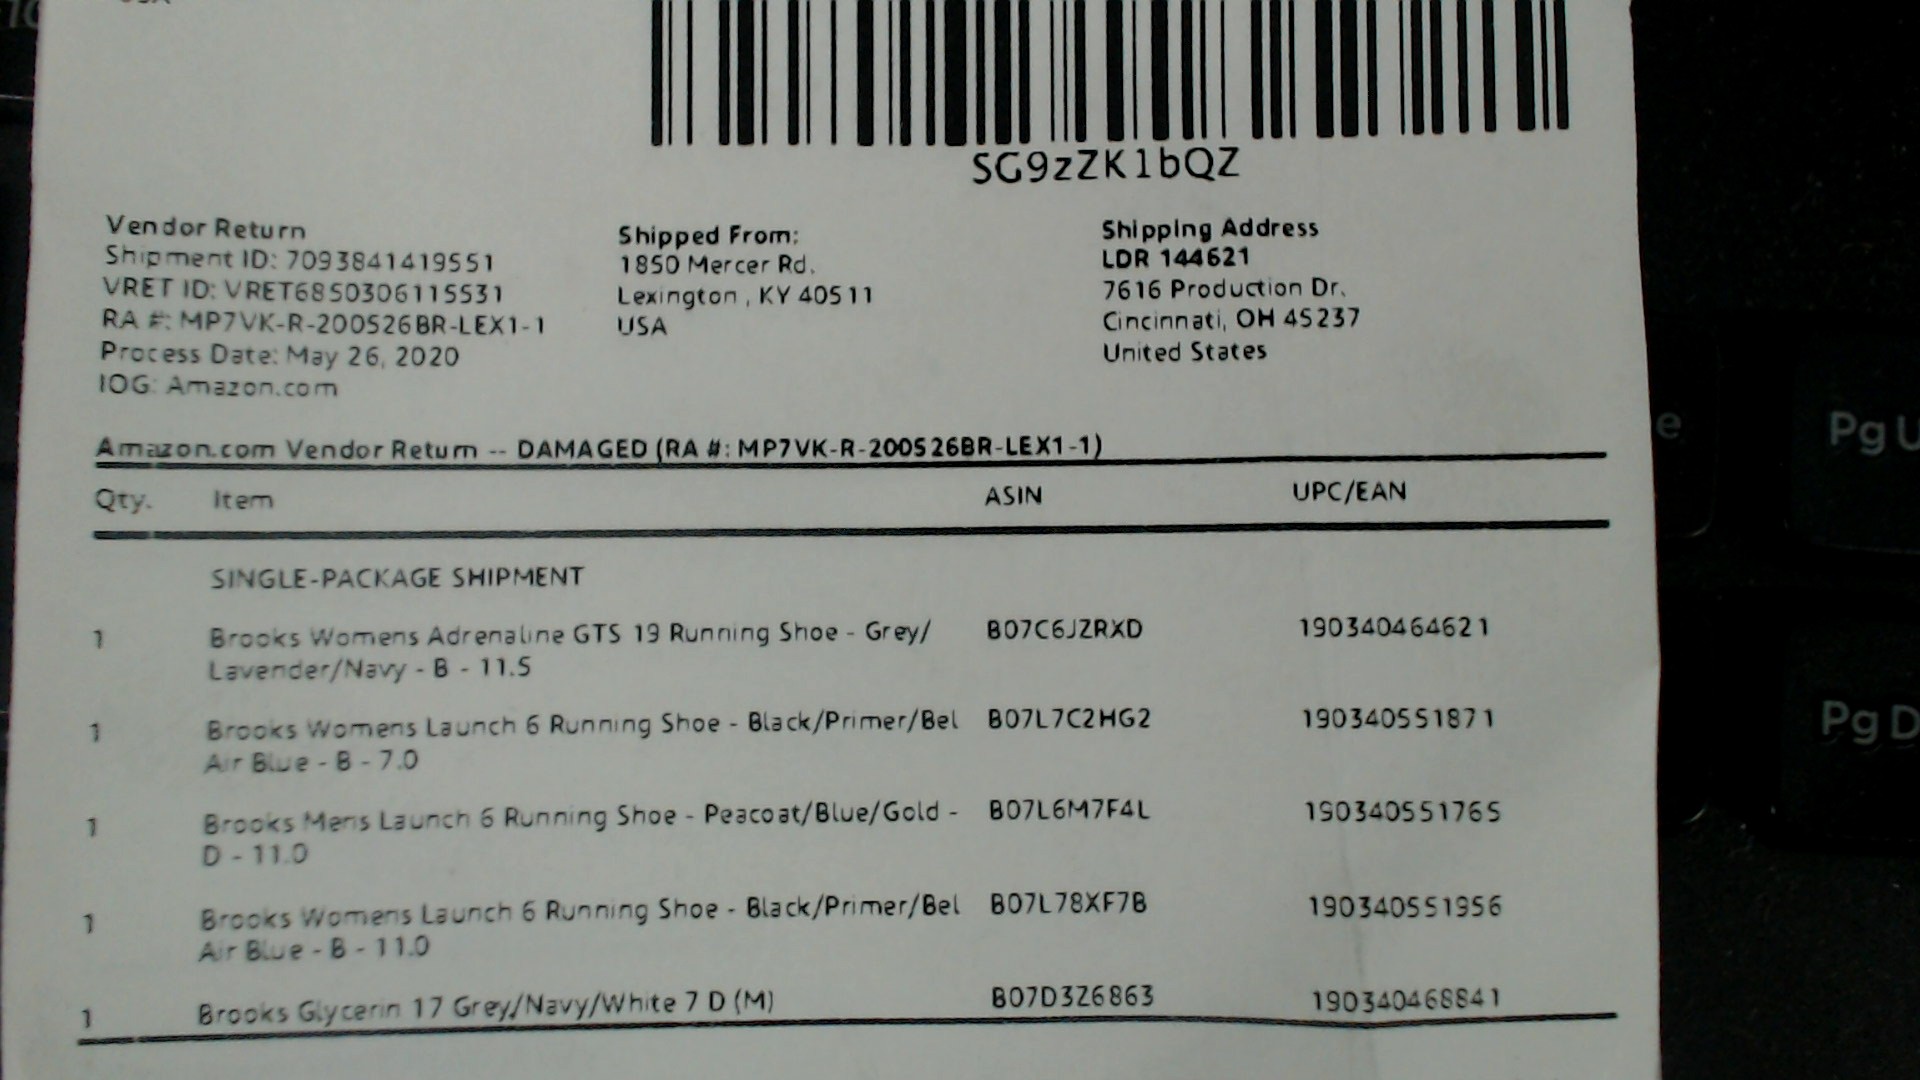 USA
SG9zZK1bQZ
Vendor Return
Shipment ID: 7093841419551
VRET ID: VRET6850306115531
RA #: MP7VK-R-200526BR-LEX1-1
Process Date: May 26, 2020
IOG: Amazon.com
Shipped From:
1850 Mercer Rd.
Lexington , KY 40511
USA
Shipping Address
LDR 144621
7616 Production Dr.
Cincinnati, OH 45237
United States
Amazon.com Vendor Return -- DAMAGED (RA #: MP7VK-R-200526BR-LEX1-1)
Qty. Item ASIN UPC/EAN
SINGLE-PACKAGE SHIPMENT
1 Brooks Womens Adrenaline GTS 19 Running Shoe - Grey/ B07C6JZRXD 190340464621
Lavender/Navy - B - 11.5
1 Brooks Womens Launch 6 Running Shoe - Black/Primer/Bel B07L7C2HG2 190340551871
Air Blue - B - 7.0
1 Brooks Mens Launch 6 Running Shoe - Peacoat/Blue/Gold - B07L6M7F4L 190340551765
D - 11.0
1 Brooks Womens Launch 6 Running Shoe - Black/Primer/Bel B07L78XF7B 190340551956
Air Blue - B - 11.0
1 Brooks Glycerin 17 Grey/Navy/White 7 D (M) B07D3Z6863 190340468841
Pg U
Pg D